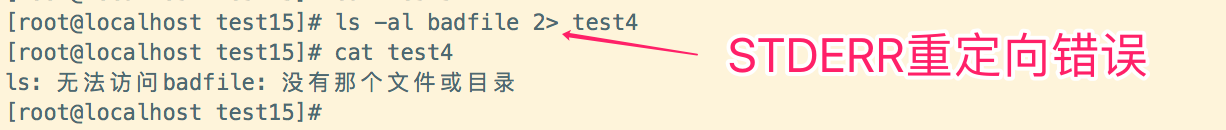 [root@localhost test15]# ls -al badfile 2> test4
[root@localhost test15]# cat test4
ls: 无法访问badfile: 没有那个文件或目录
[root@localhost test15]#
STDERR重定向错误